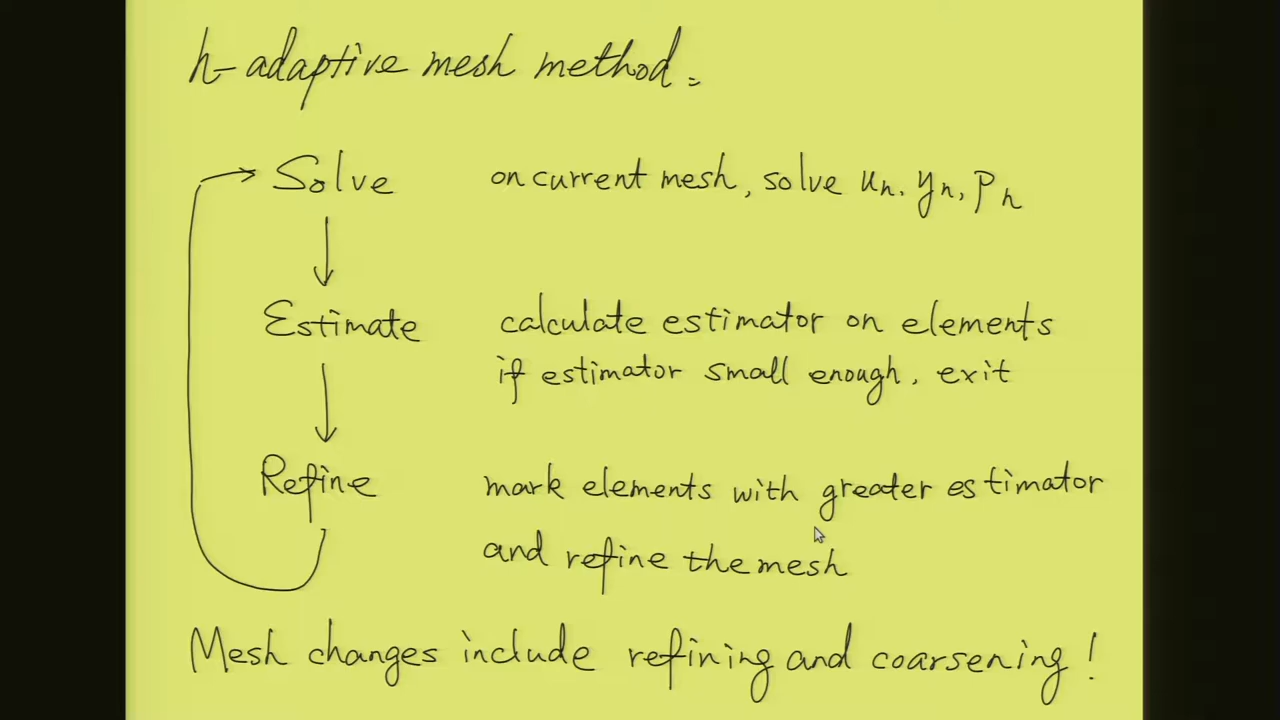 h-adaptive mesh method:
Solve on current mesh, solve uh, yh, ph
Estimate calculate estimator on elements
if estimator small enough, exit
Refine mark elements with greater estimator
and refine the mesh
Mesh changes include refining and coarsening!